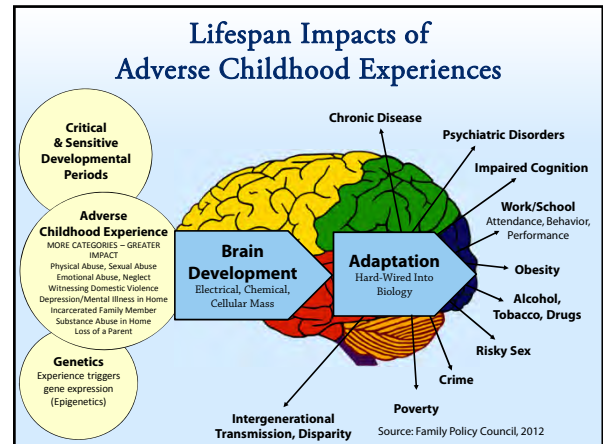 Lifespan Impacts of
Adverse Childhood Experiences
Critical
& Sensitive
Developmental
Periods
Adverse
Childhood Experience
MORE CATEGORIES – GREATER
IMPACT
Physical Abuse, Sexual Abuse
Emotional Abuse, Neglect
Witnessing Domestic Violence
Depression/Mental Illness in Home
Incarcerated Family Member
Substance Abuse in Home
Loss of a Parent
Genetics
Experience triggers
gene expression
(Epigenetics)
Brain
Development
Electrical, Chemical,
Cellular Mass
Adaptation
Hard-Wired Into
Biology
Chronic Disease
Psychiatric Disorders
Impaired Cognition
Work/School
Attendance, Behavior,
Performance
Obesity
Alcohol,
Tobacco, Drugs
Risky Sex
Crime
Poverty
Intergenerational
Transmission, Disparity
Source: Family Policy Council, 2012